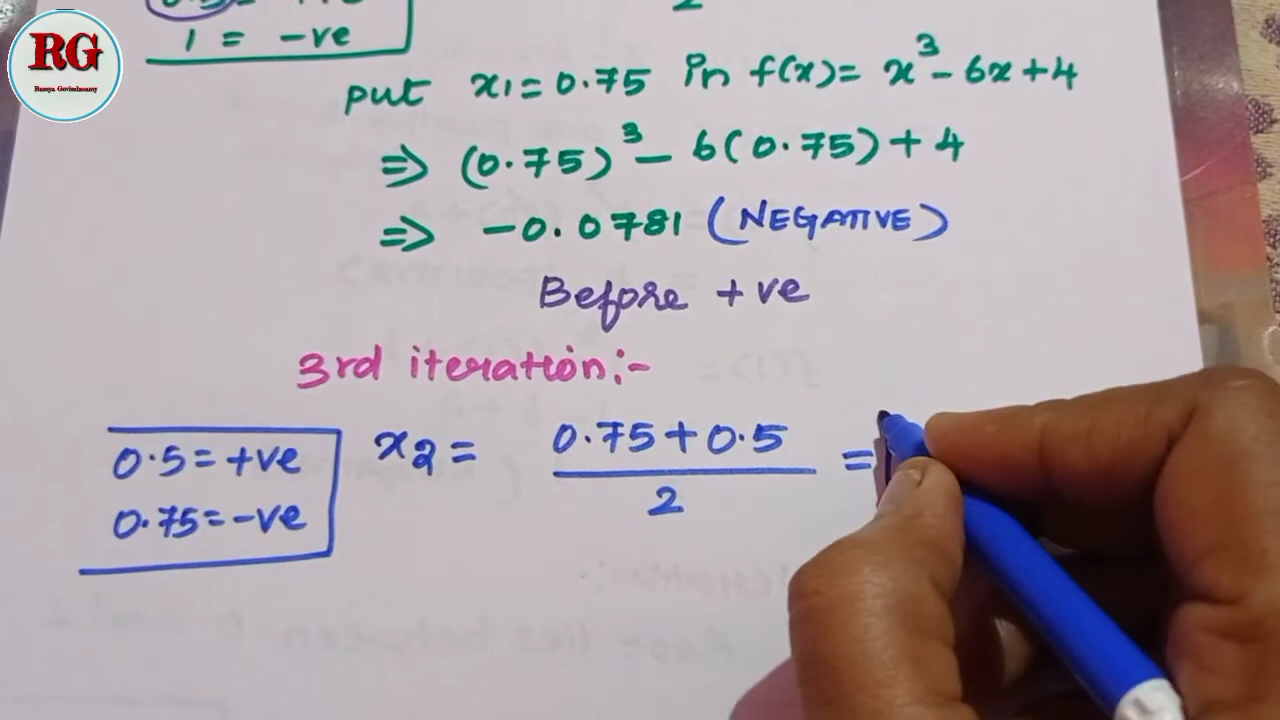 RG
Ramya Govindasamy
1 = -ve
2
put x1 = 0.75 in f(x) = x³ - 6x + 4
=> (0.75)³ - 6(0.75) + 4
=> -0.0781 (NEGATIVE)
Before +ve
3rd iteration:-
0.5 = +ve
0.75 = -ve
x2 = 0.75 + 0.5 =
2